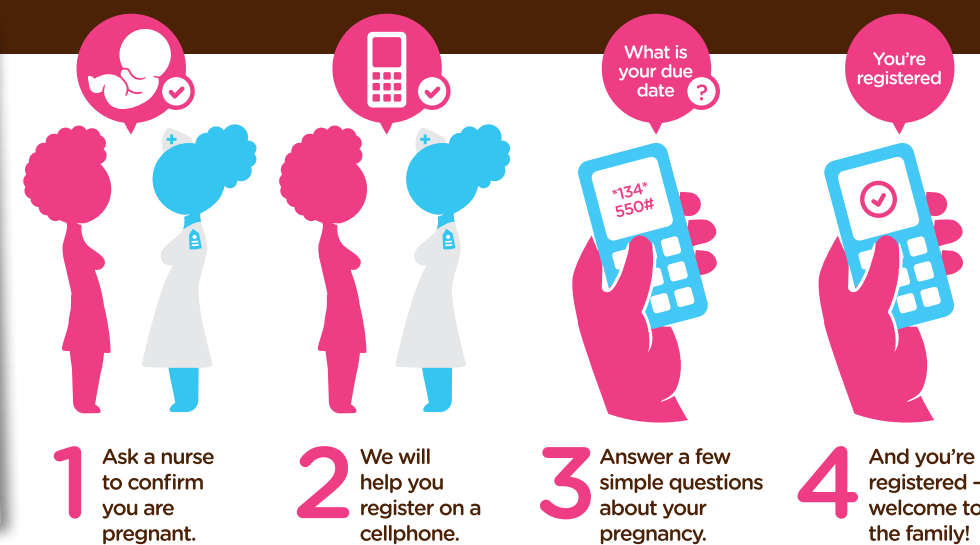 What is
your due
date ?
You're
registered
*134*
550#
1
Ask a nurse
to confirm
you are
pregnant.
2
We will
help you
register on a
cellphone.
3
Answer a few
simple questions
about your
pregnancy.
4
And you're
registered –
welcome to
the family!